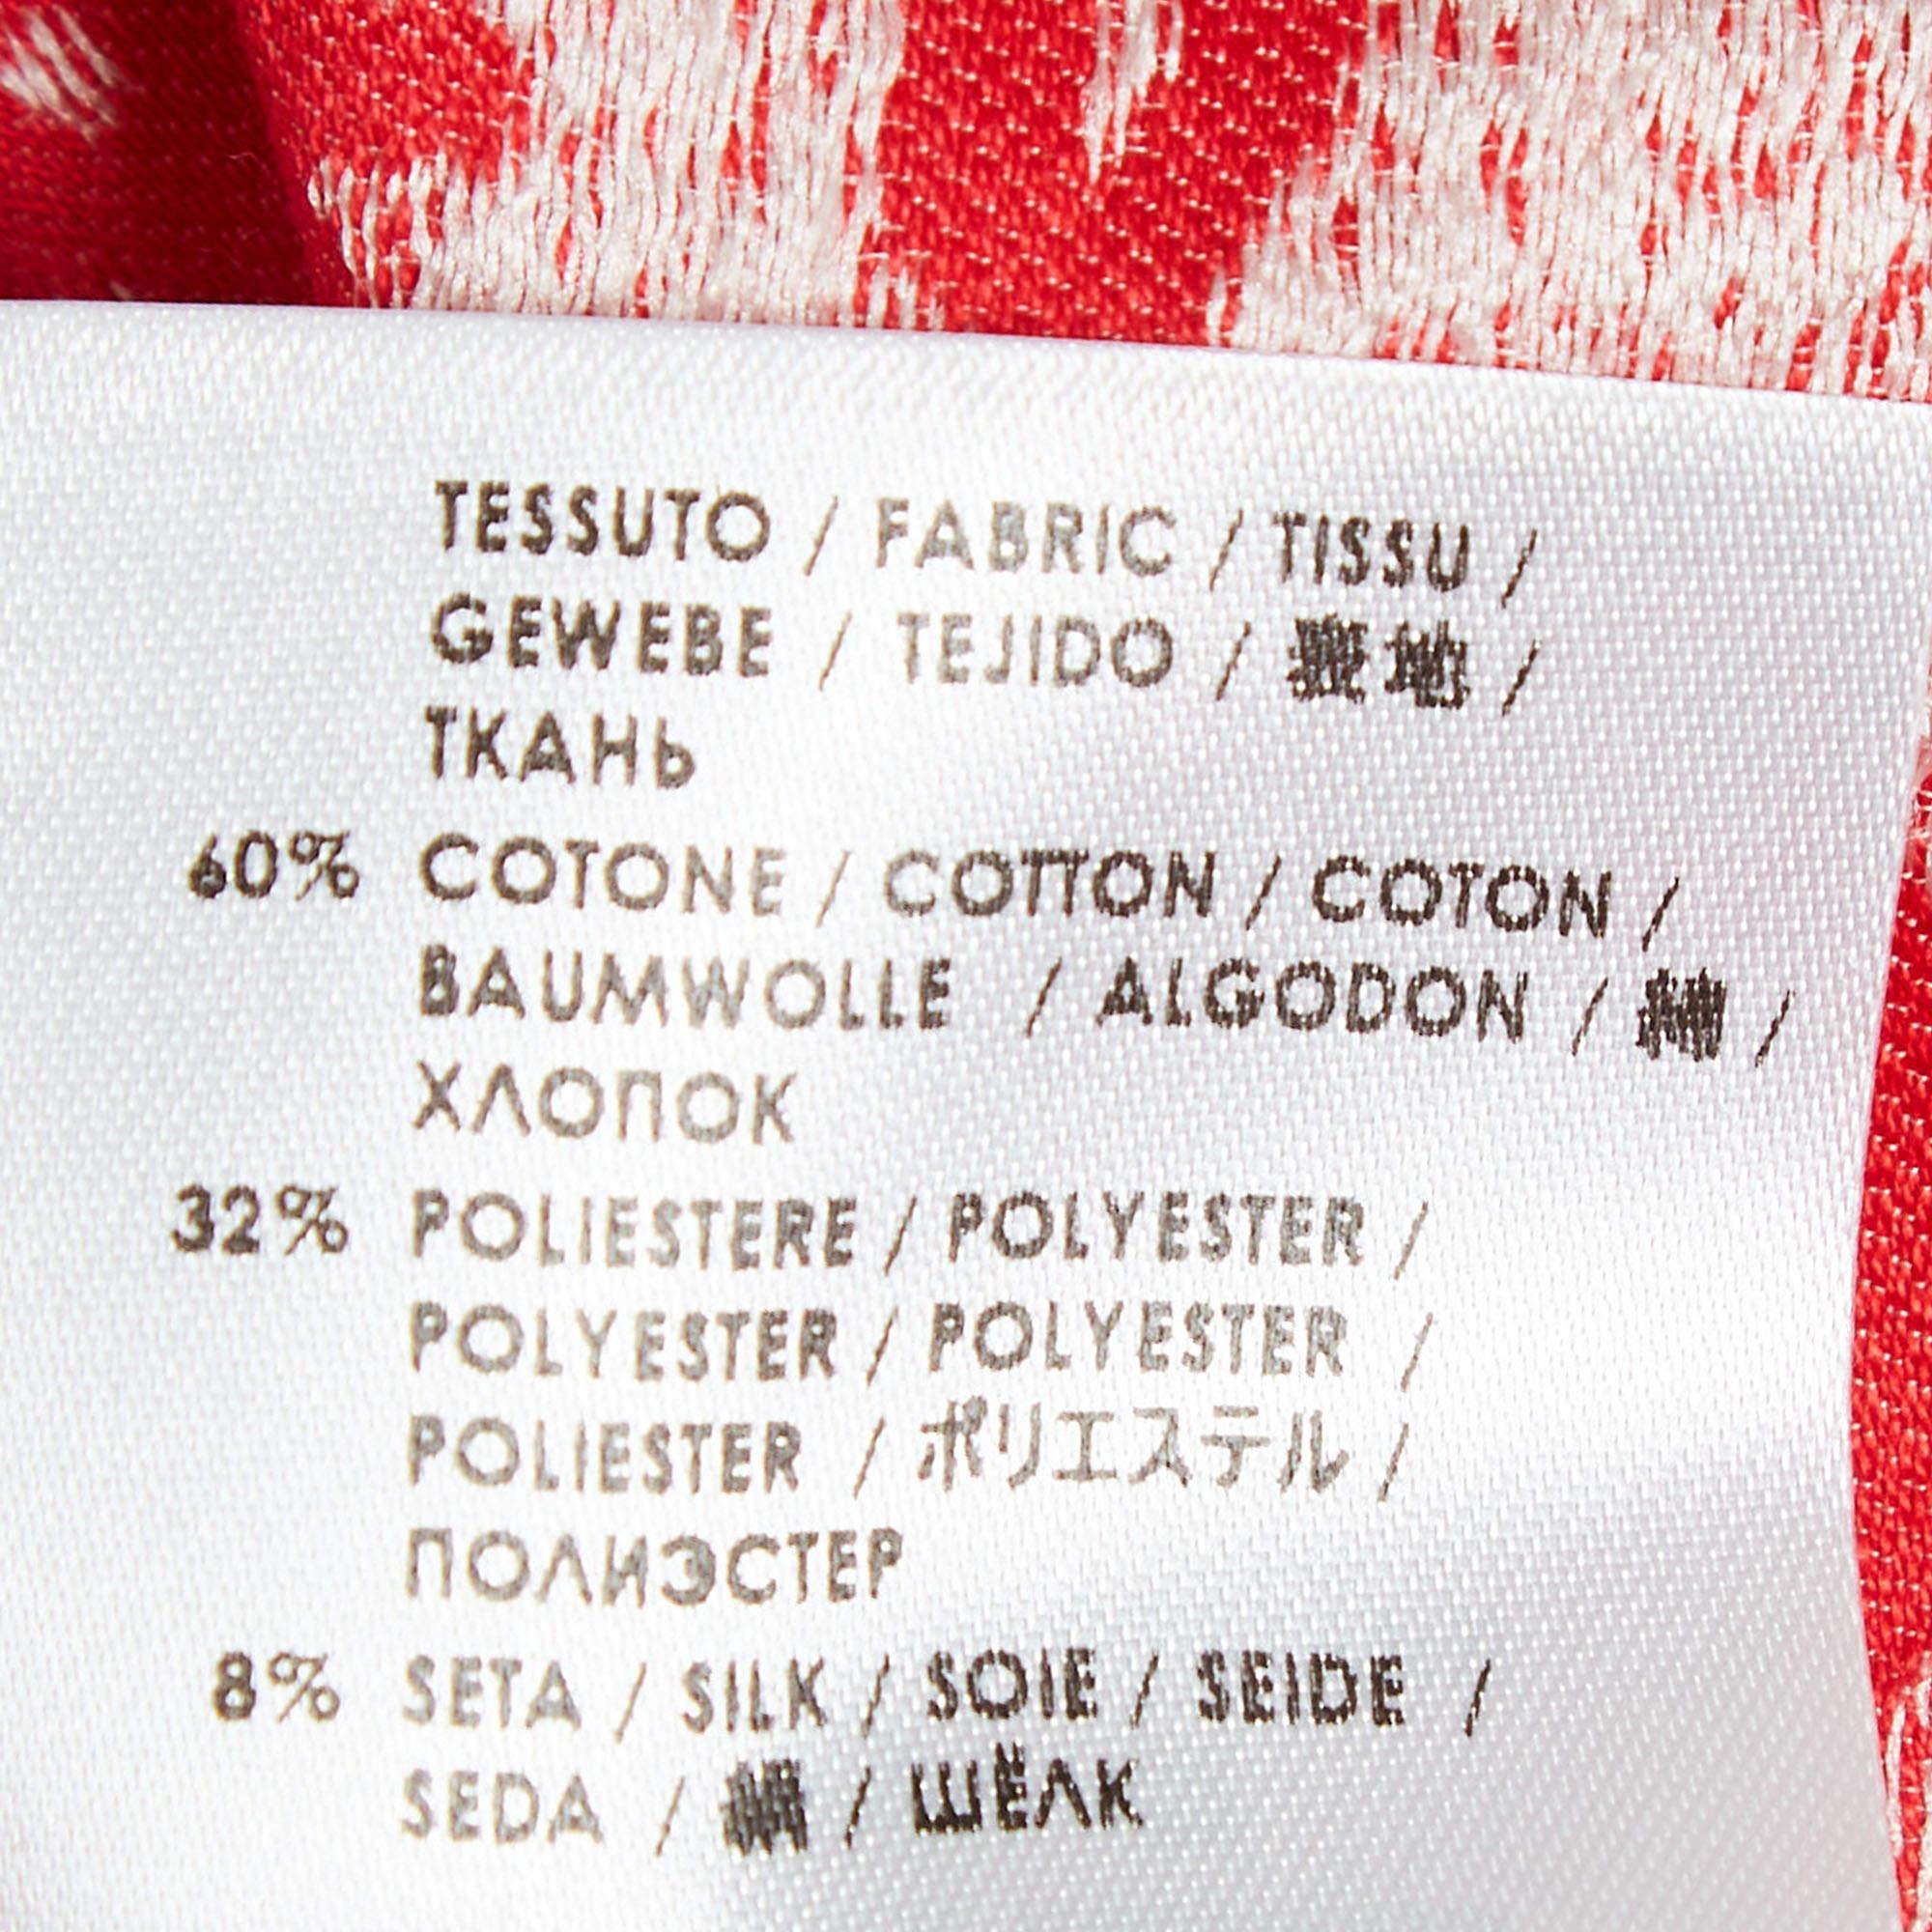 TESSUTO / FABRIC / TISSU /
GEWEBE / TEJIDO / 表地 /
ТКАНЬ
60% COTONE / COTTON / COTON /
BAUMWOLLE / ALGODON / 綿 /
ХЛОПОК
32% POLIESTERE / POLYESTER /
POLYESTER / POLYESTER /
POLIESTER / ポリエステル /
ПОЛИЭСТЕР
8% SETA / SILK / SOIE / SEIDE /
SEDA / 絹 / ШЁЛК